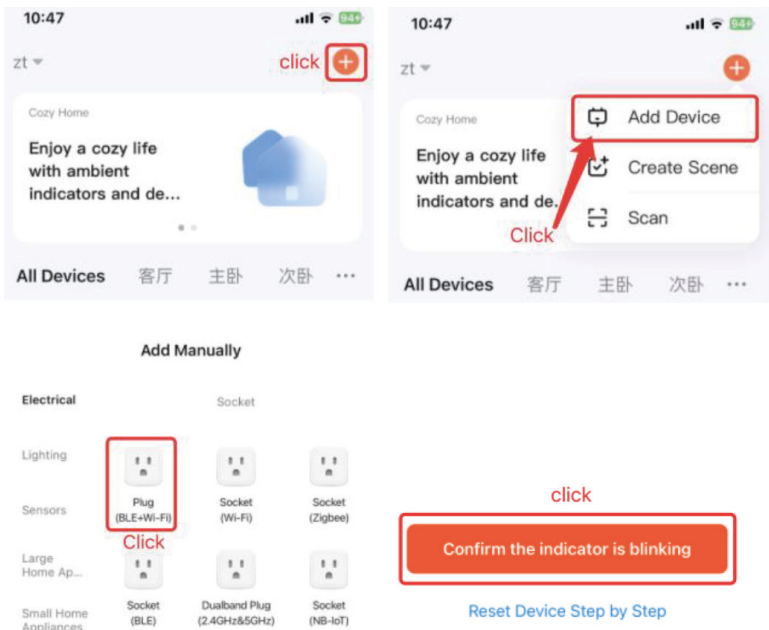 10:47
94
zt
click
Cozy Home
Enjoy a cozy life
with ambient
indicators and de...
All Devices 客厅 主卧 次卧 ...
10:47
94
zt
Add Device
Cozy Home
Enjoy a cozy life
with ambient
indicators and de.
Create Scene
Scan
Click
All Devices 客厅 主卧 次卧 ...
Add Manually
Electrical
Socket
Lighting
Sensors
Large
Home Ap...
Small Home
Appliances
Plug
(BLE+Wi-Fi)
Click
Socket
(Wi-Fi)
Socket
(Zigbee)
Socket
(BLE)
Dualband Plug
(2.4GHz&5GHz)
Socket
(NB-IoT)
click
Confirm the indicator is blinking
Reset Device Step by Step